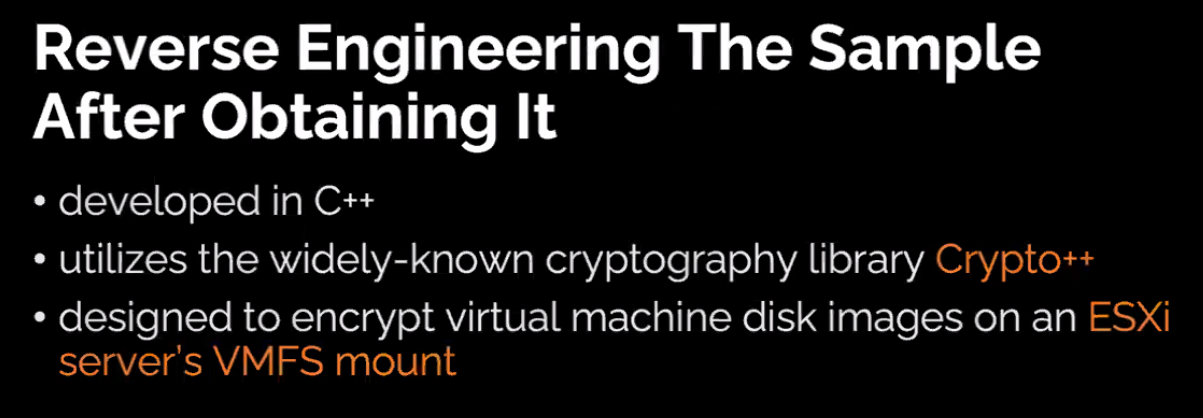 Reverse Engineering The Sample
After Obtaining It
• developed in C++
• utilizes the widely-known cryptography library Crypto++
• designed to encrypt virtual machine disk images on an ESXi
server's VMFS mount